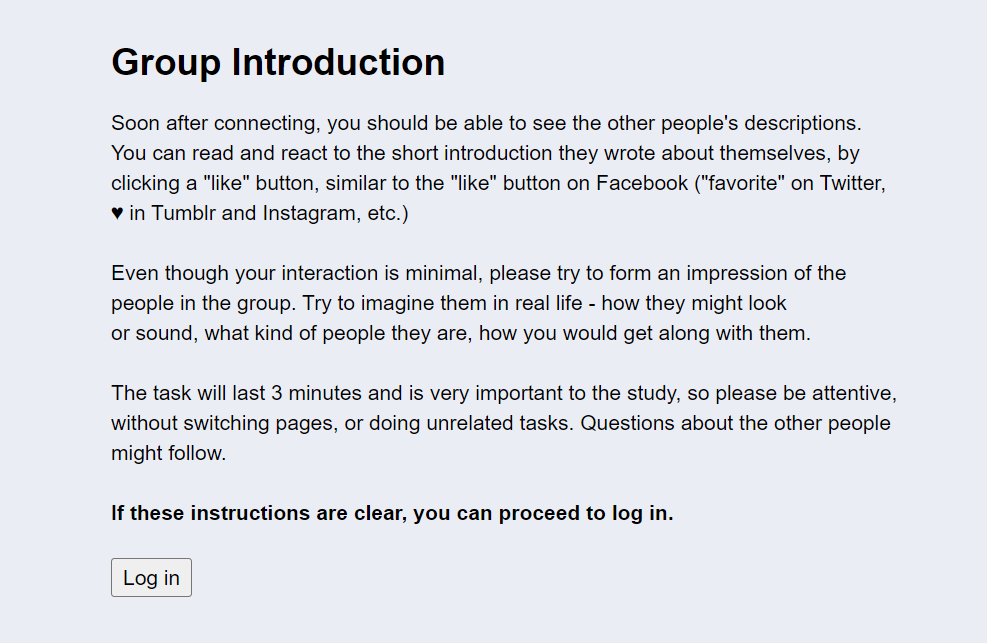 Group Introduction
Soon after connecting, you should be able to see the other people's descriptions.
You can read and react to the short introduction they wrote about themselves, by
clicking a "like" button, similar to the "like" button on Facebook ("favorite" on Twitter,
♥ in Tumblr and Instagram, etc.)
Even though your interaction is minimal, please try to form an impression of the
people in the group. Try to imagine them in real life - how they might look
or sound, what kind of people they are, how you would get along with them.
The task will last 3 minutes and is very important to the study, so please be attentive,
without switching pages, or doing unrelated tasks. Questions about the other people
might follow.
If these instructions are clear, you can proceed to log in.
Log in